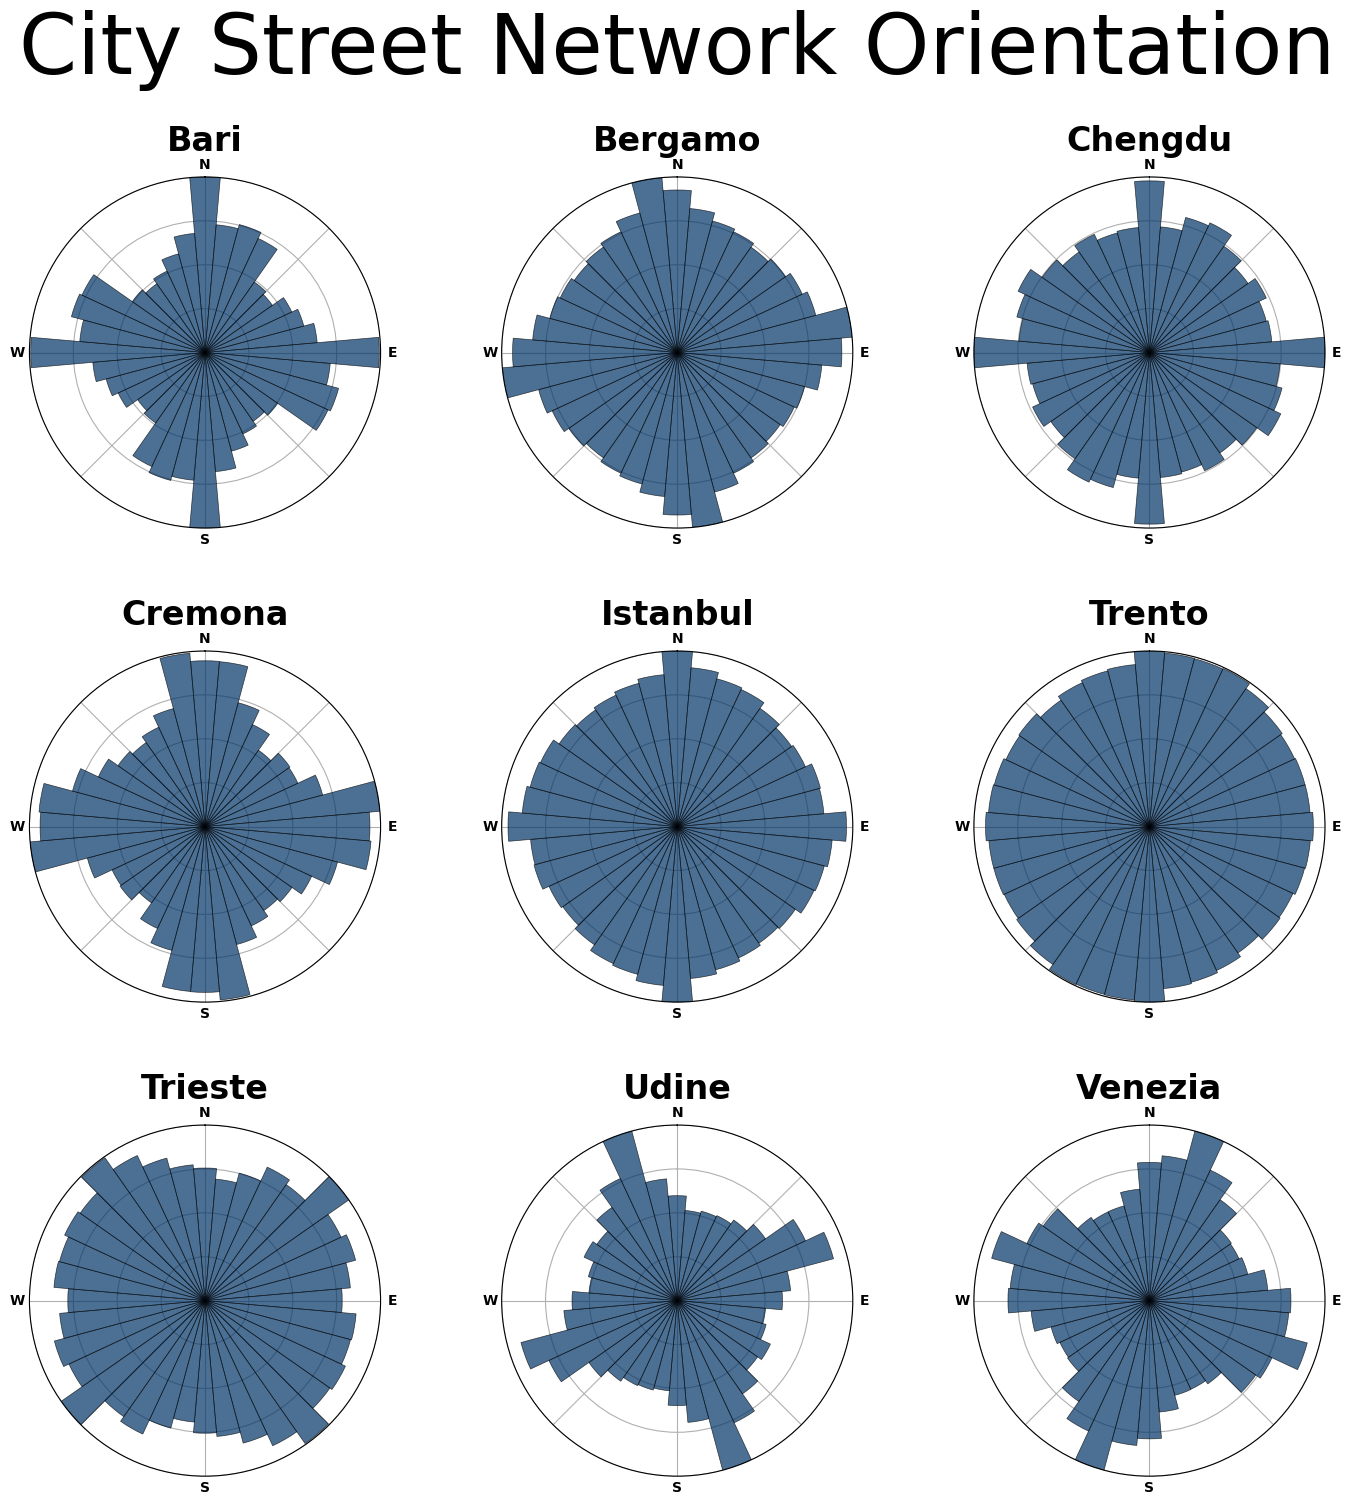 City Street Network Orientation
Bari Bergamo Chengdu
N N N
W E W E W E
S S S
Cremona Istanbul Trento
N N N
W E W E W E
S S S
Trieste Udine Venezia
N N N
W E W E W E
S S S